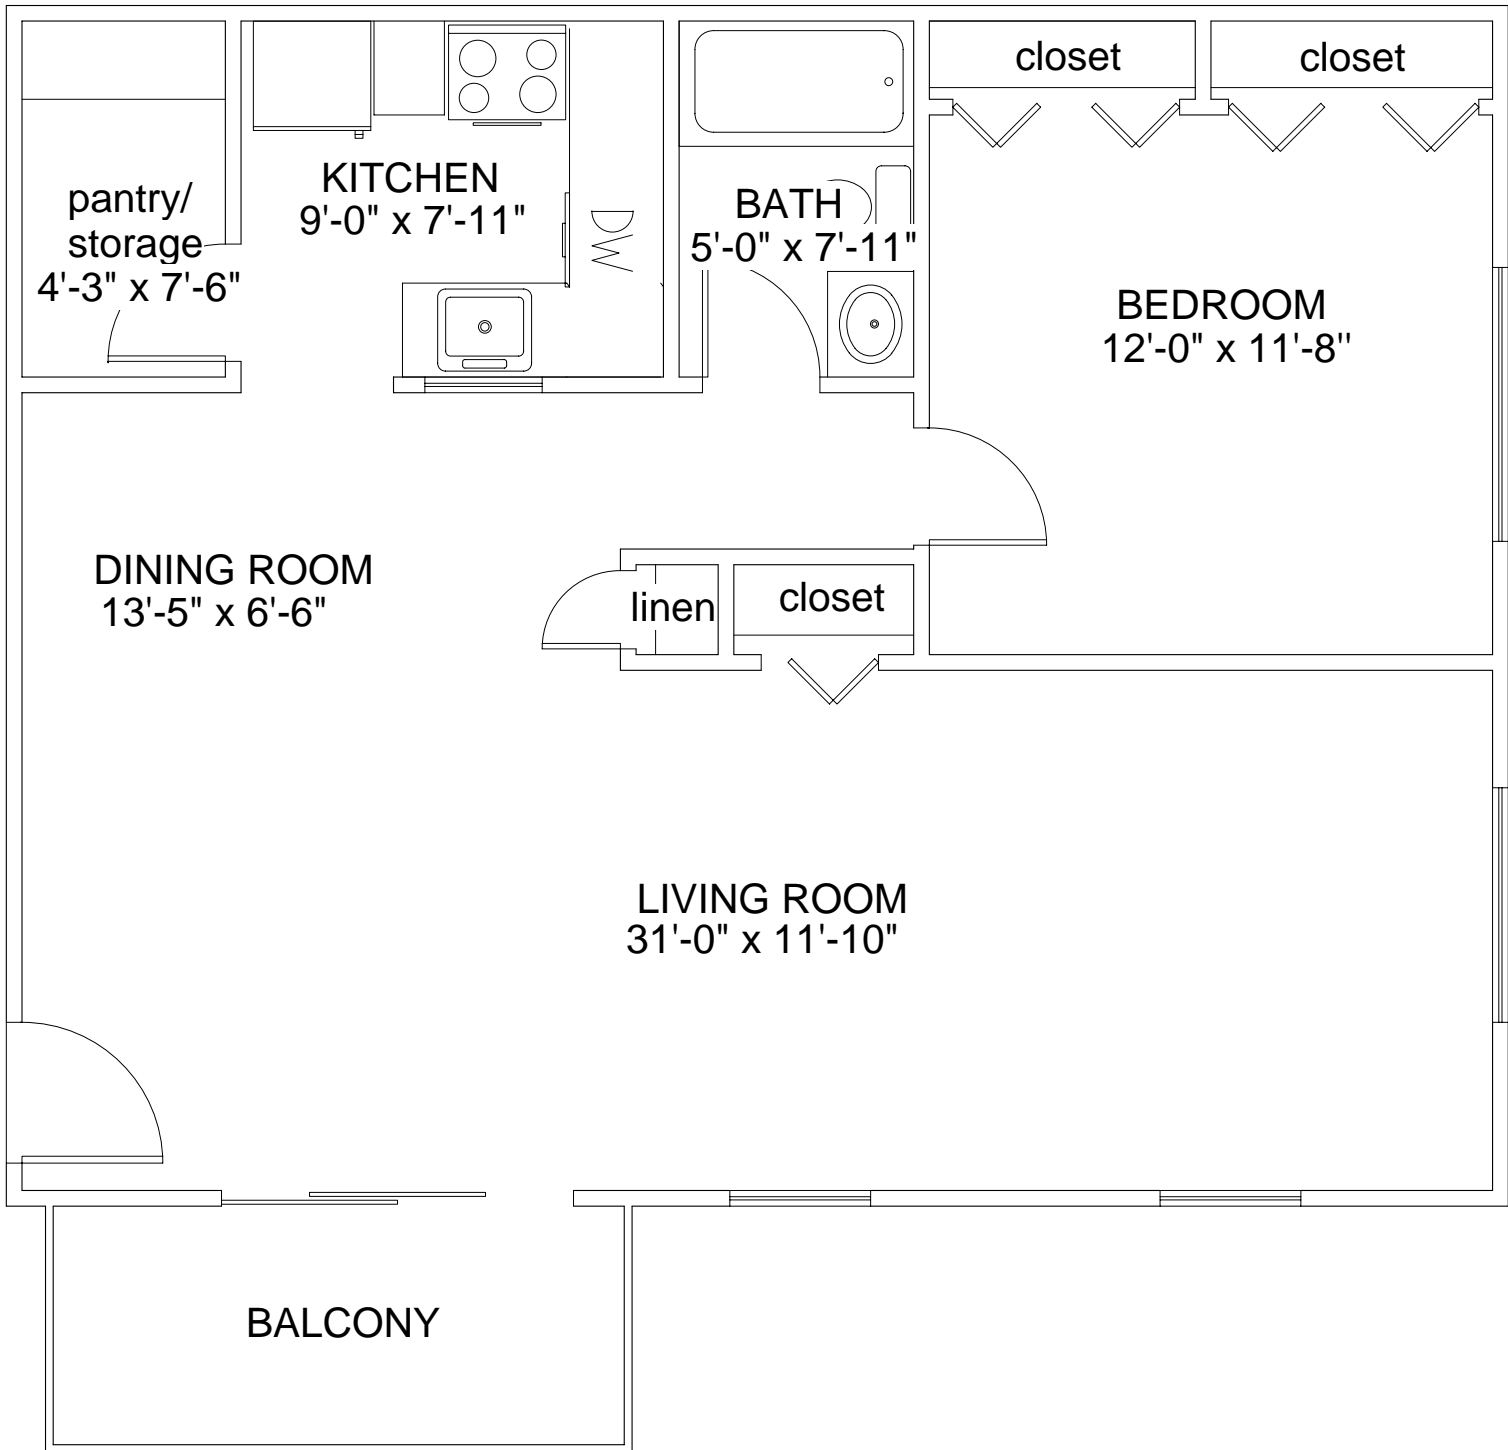 closet
closet
KITCHEN
9'-0" x 7'-11"
pantry/
storage
4'-3" x 7'-6"
DW
BATH
5'-0" x 7'-11"
BEDROOM
12'-0" x 11'-8"
DINING ROOM
13'-5" x 6'-6"
linen
closet
LIVING ROOM
31'-0" x 11'-10"
BALCONY